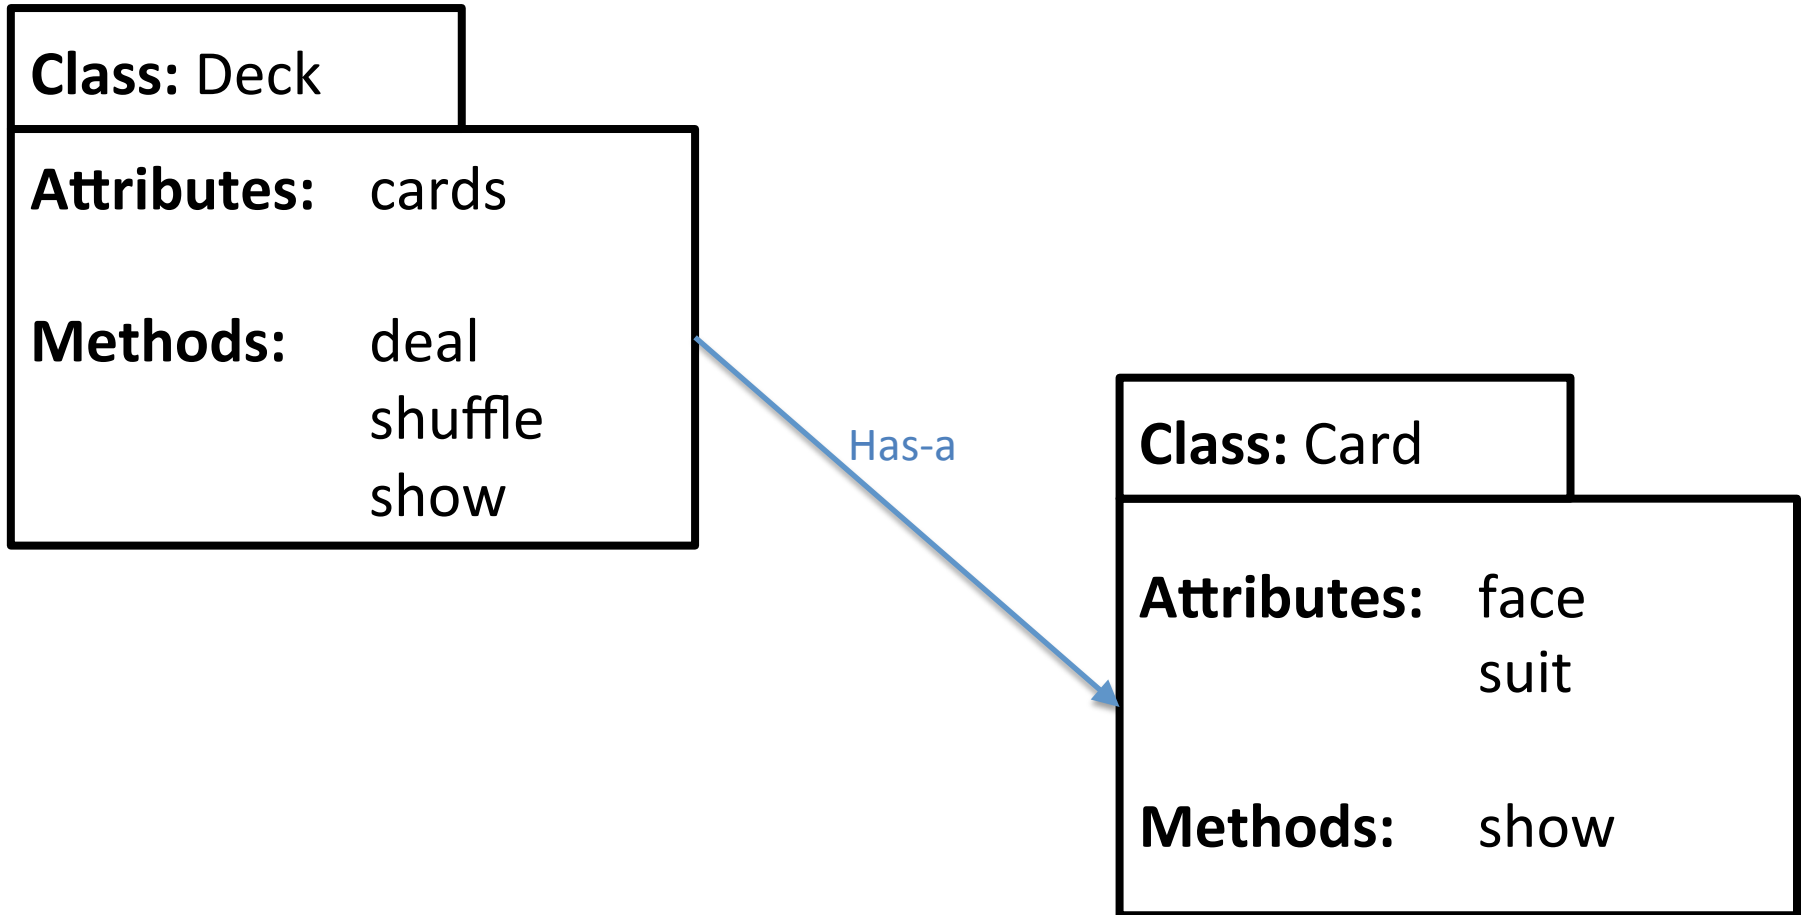 Class: Deck
Attributes: cards
Methods: deal
shuffle
show
Has-a
Class: Card
Attributes: face
suit
Methods: show